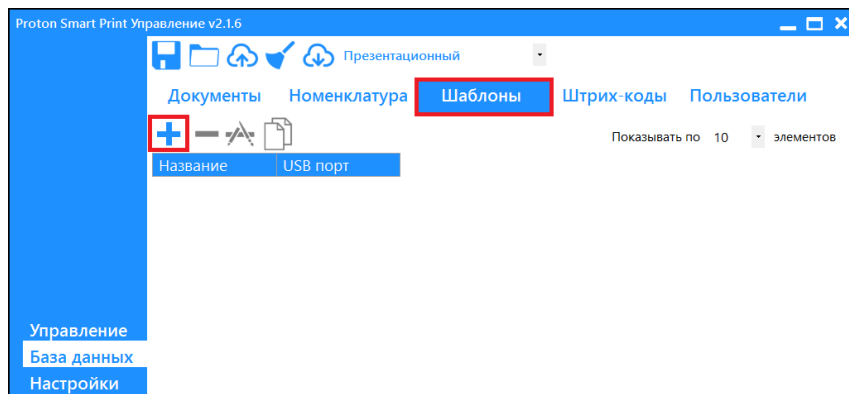 Proton Smart Print Управление v2.1.6
Презентационный
Документы Номенклатура Шаблоны Штрих-коды Пользователи
Показывать по 10 элементов
Название USB порт
Управление
База данных
Настройки